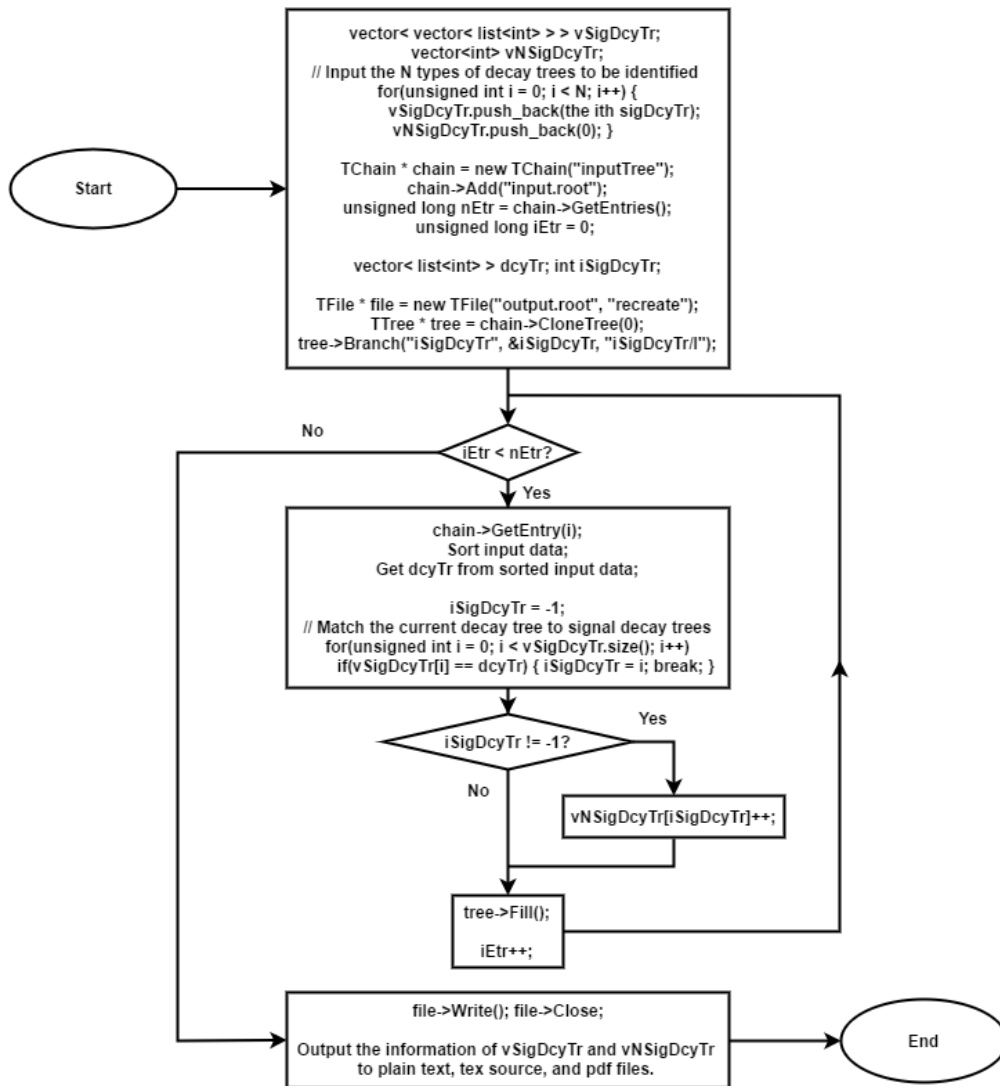 Start
vector< vector< list<int> > > vSigDcyTr;
vector<int> vNSigDcyTr;
// Input the N types of decay trees to be identified
for(unsigned int i = 0; i < N; i++) {
vSigDcyTr.push_back(the ith sigDcyTr);
vNSigDcyTr.push_back(0); }
TChain * chain = new TChain("inputTree");
chain->Add("input.root");
unsigned long nEtr = chain->GetEntries();
unsigned long iEtr = 0;
vector< list<int> > dcyTr; int iSigDcyTr;
TFile * file = new TFile("output.root", "recreate");
TTree * tree = chain->CloneTree(0);
tree->Branch("iSigDcyTr", &iSigDcyTr, "iSigDcyTr/I");
No
iEtr < nEtr?
Yes
chain->GetEntry(i);
Sort input data;
Get dcyTr from sorted input data;
iSigDcyTr = -1;
// Match the current decay tree to signal decay trees
for(unsigned int i = 0; i < vSigDcyTr.size(); i++)
if(vSigDcyTr[i] == dcyTr) { iSigDcyTr = i; break; }
Yes
iSigDcyTr != -1?
No
vNSigDcyTr[iSigDcyTr]++;
tree->Fill();
iEtr++;
file->Write(); file->Close;
Output the information of vSigDcyTr and vNSigDcyTr
to plain text, tex source, and pdf files.
End